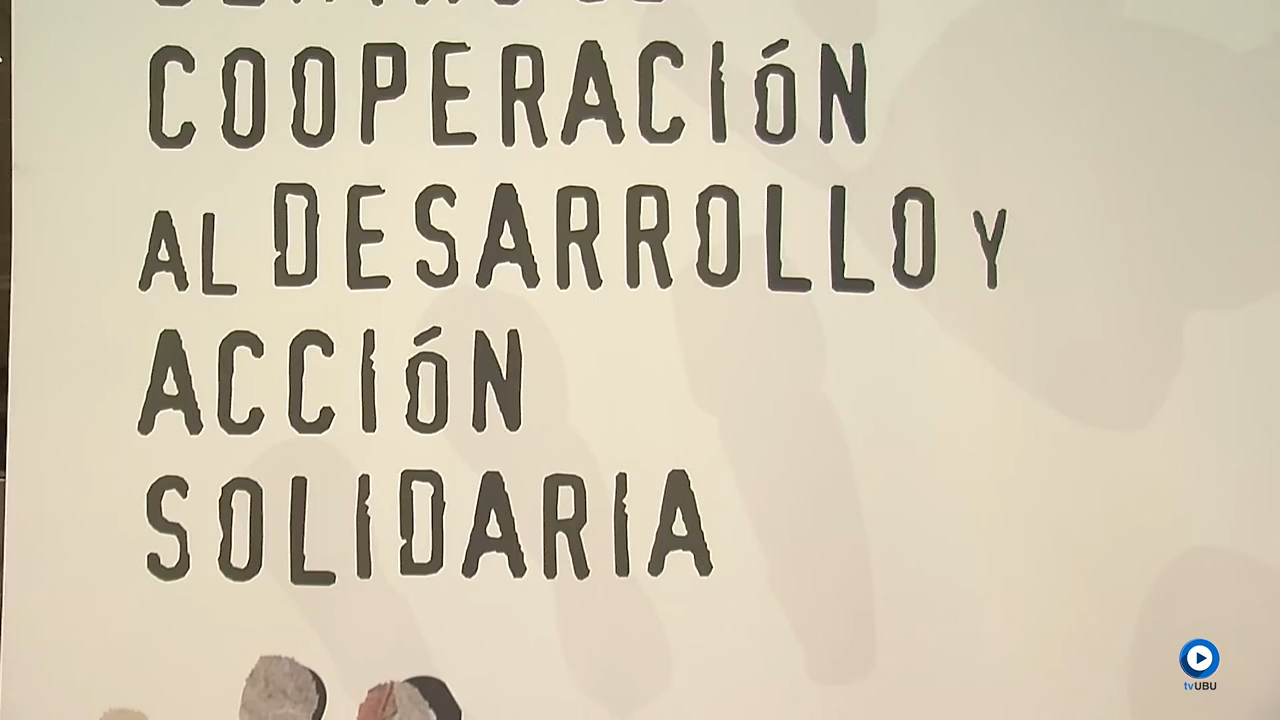 COOPERACIÓN
AL DESARROLLO Y
ACCIÓN
SOLIDARIA
tvUBU